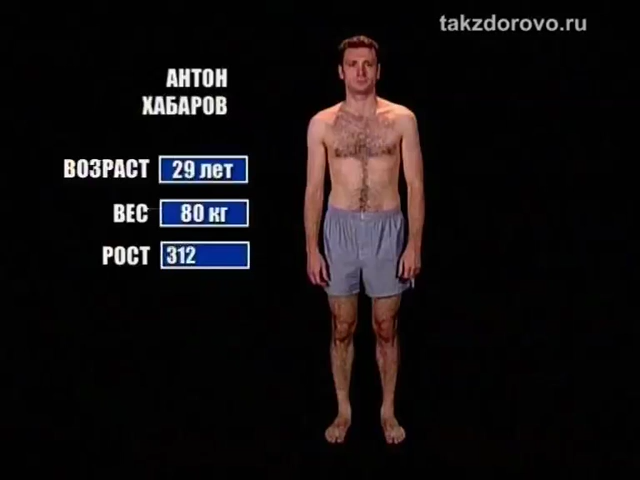 takzdorovo.ru
АНТОН
ХАБАРОВ
ВОЗРАСТ 29 лет
ВЕС 80 кг
РОСТ 312